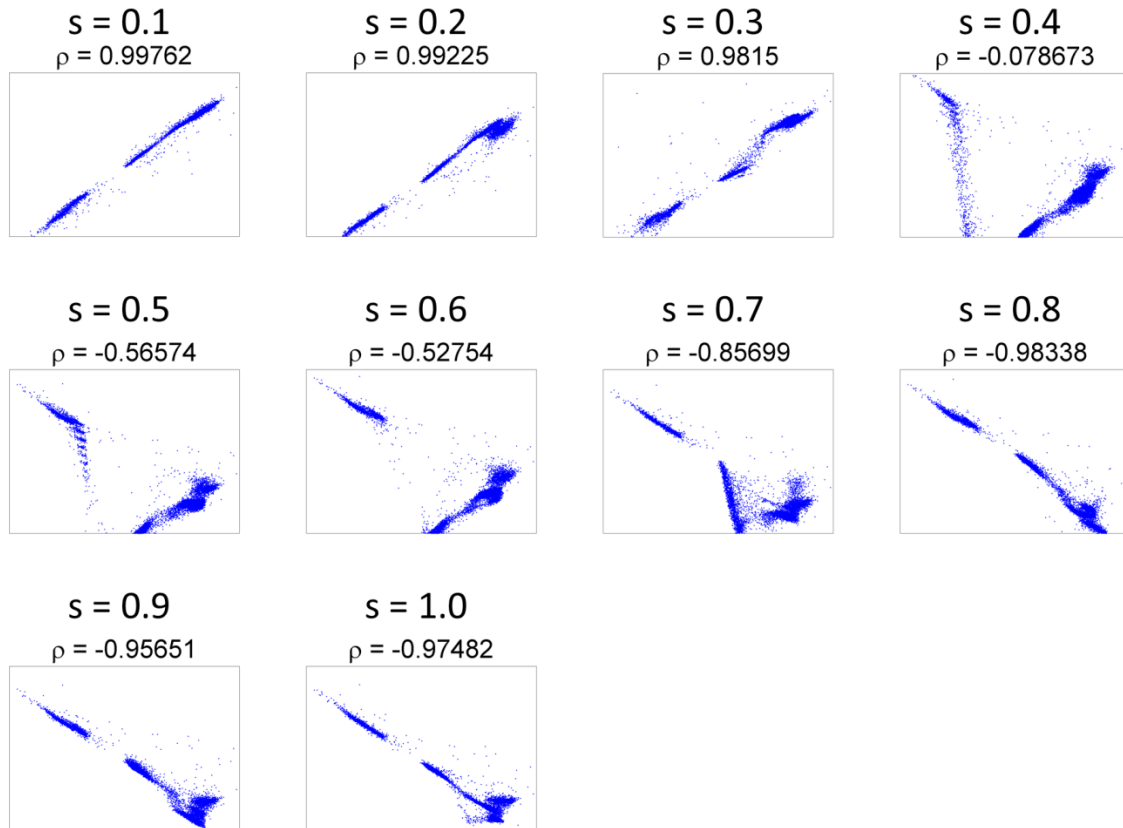 s = 0.1
ρ = 0.99762
s = 0.2
ρ = 0.99225
s = 0.3
ρ = 0.9815
s = 0.4
ρ = -0.078673
s = 0.5
ρ = -0.56574
s = 0.6
ρ = -0.52754
s = 0.7
ρ = -0.85699
s = 0.8
ρ = -0.98338
s = 0.9
ρ = -0.95651
s = 1.0
ρ = -0.97482